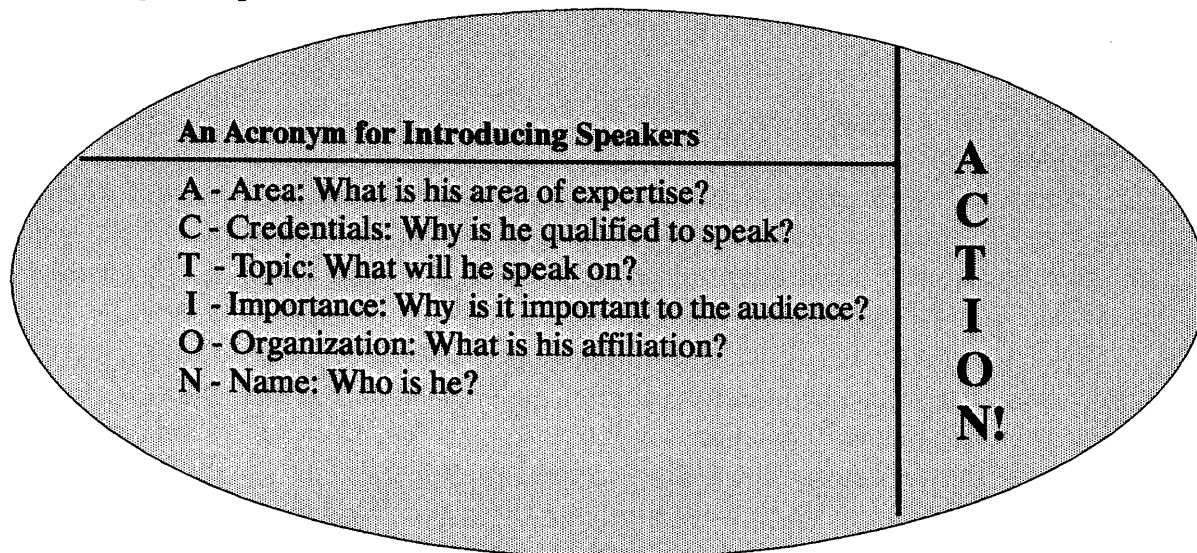 An Acronym for Introducing Speakers
A - Area: What is his area of expertise?
C - Credentials: Why is he qualified to speak?
T - Topic: What will he speak on?
I - Importance: Why is it important to the audience?
O - Organization: What is his affiliation?
N - Name: Who is he?
A
C
T
I
O
N!